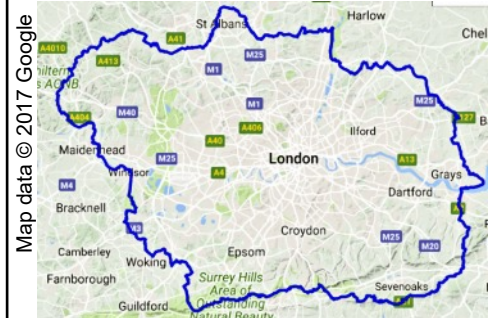 Map data © 2017 Google
St Albans
Harlow
A41
A4010
A413
M25
Chel
M1
AONB
M40
M1
M25
A404
A406
A127
A40
Ilford
Maidenhead
M25
London
A13
Windsor
A4
Grays
M4
Dartford
Bracknell
M3
Croydon
M25
M20
Camberley
Woking
Epsom
Farnborough
Surrey Hills
Area of
Sevenoaks
Guildford
Outstanding
Natural Beauty